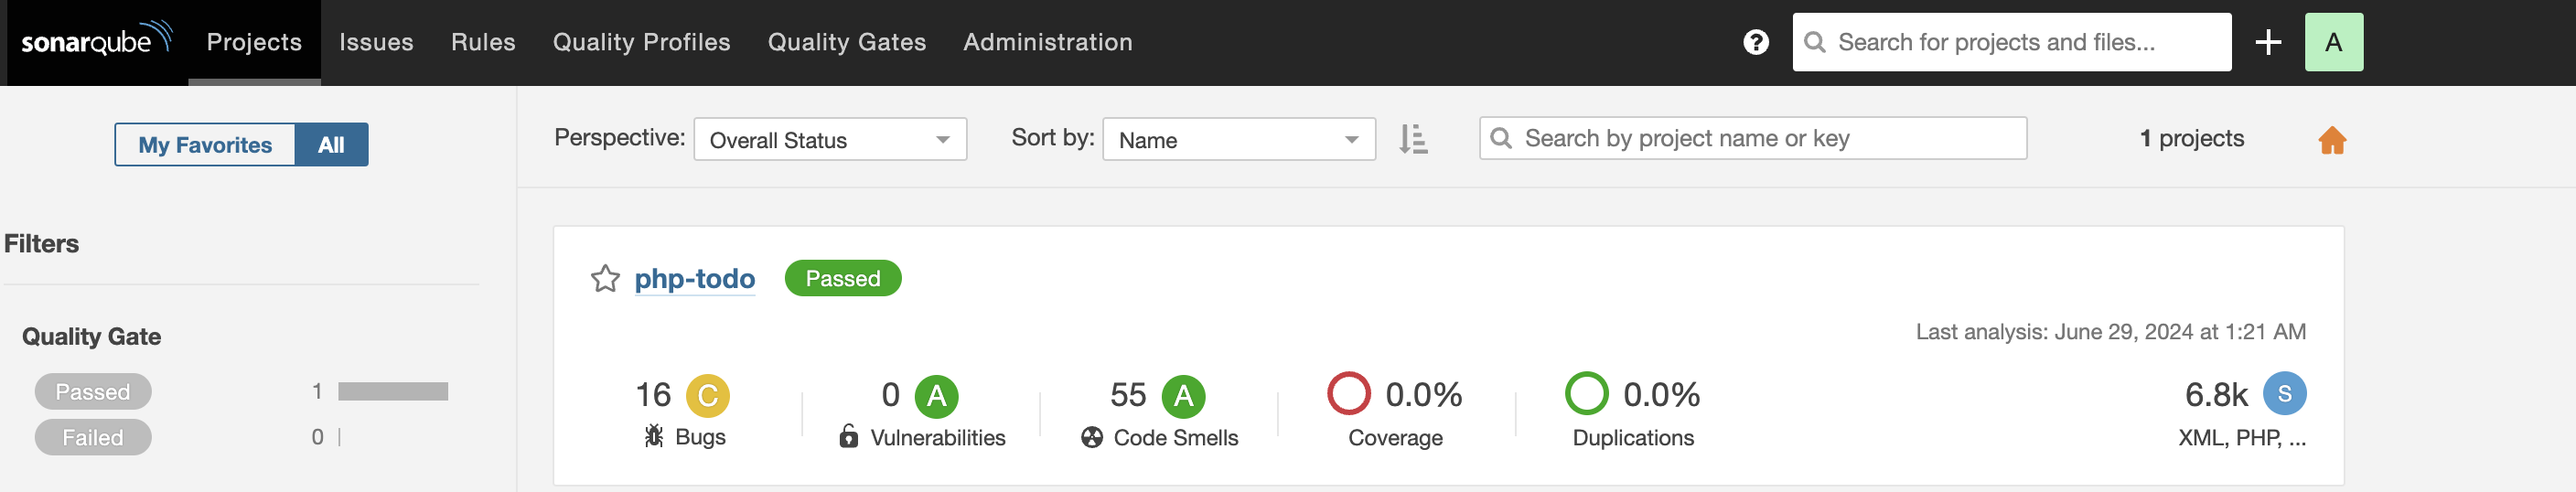 sonarqube Projects Issues Rules Quality Profiles Quality Gates Administration ? Search for projects and files... + A
My Favorites All
Perspective: Overall Status Sort by: Name Search by project name or key 1 projects
Filters
Quality Gate
Passed 1
Failed 0
php-todo Passed
Last analysis: June 29, 2024 at 1:21 AM
16 C 0 A 55 A 0.0% 0.0% 6.8k S
Bugs Vulnerabilities Code Smells Coverage Duplications XML, PHP, ...